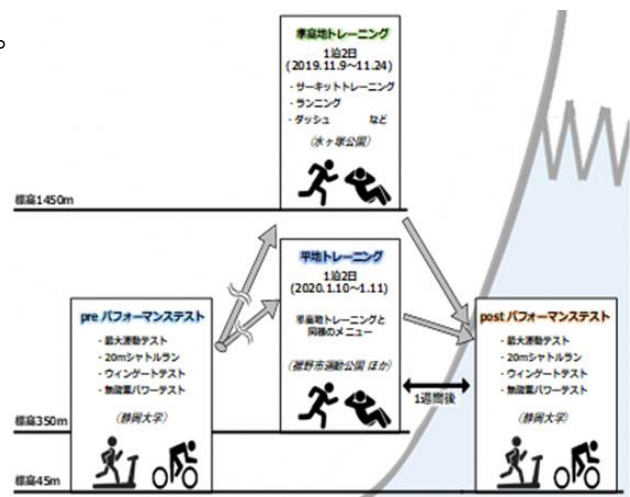 。
準高地トレーニング
1泊2日
(2019.11.9～11.24)
・サーキットトレーニング
・ランニング
・ダッシュ　　など
(水ヶ塚公園)
標高1450m
平地トレーニング
1泊2日
(2020.1.10～1.11)
準高地トレーニングと
同様のメニュー
(裾野市運動公園 ほか)
標高350m
pre パフォーマンステスト
・最大運動テスト
・20mシャトルラン
・ウィンゲートテスト
・無酸素パワーテスト
(静岡大学)
1週間後
post パフォーマンステスト
・最大運動テスト
・20mシャトルラン
・ウィンゲートテスト
・無酸素パワーテスト
(静岡大学)
標高45m